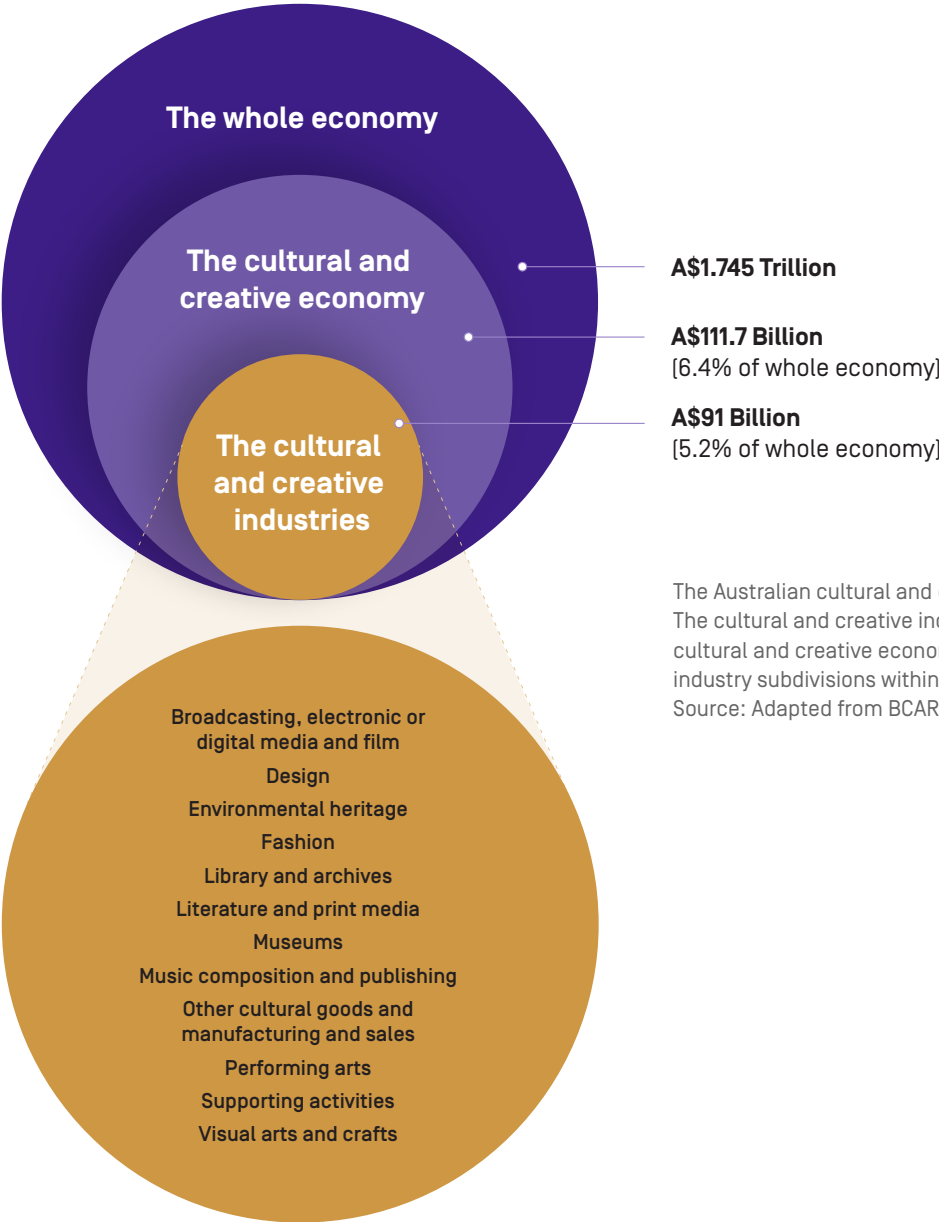 The whole economy
The cultural and
creative economy
The cultural
and creative
industries
A$1.745 Trillion
A$111.7 Billion
(6.4% of whole economy)
A$91 Billion
(5.2% of whole economy)
The Australian cultural and
The cultural and creative
cultural and creative
industry subdivisions within
Source: Adapted from BCAR
Broadcasting, electronic or
digital media and film
Design
Environmental heritage
Fashion
Library and archives
Literature and print media
Museums
Music composition and publishing
Other cultural goods and
manufacturing and sales
Performing arts
Supporting activities
Visual arts and crafts